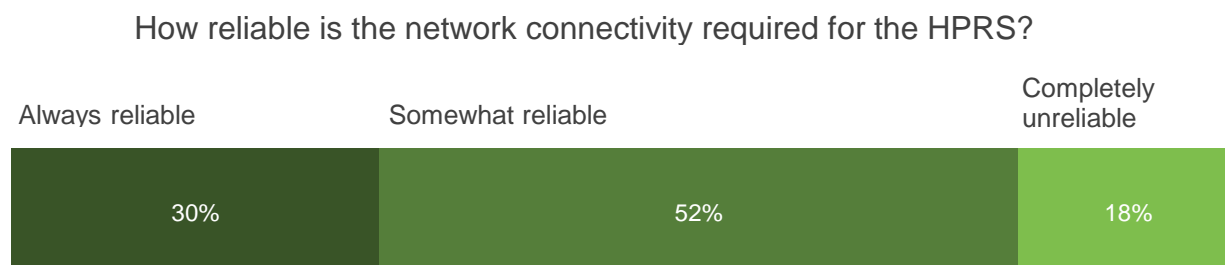 How reliable is the network connectivity required for the HPRS?
Always reliable
Somewhat reliable
Completely
unreliable
30%
52%
18%